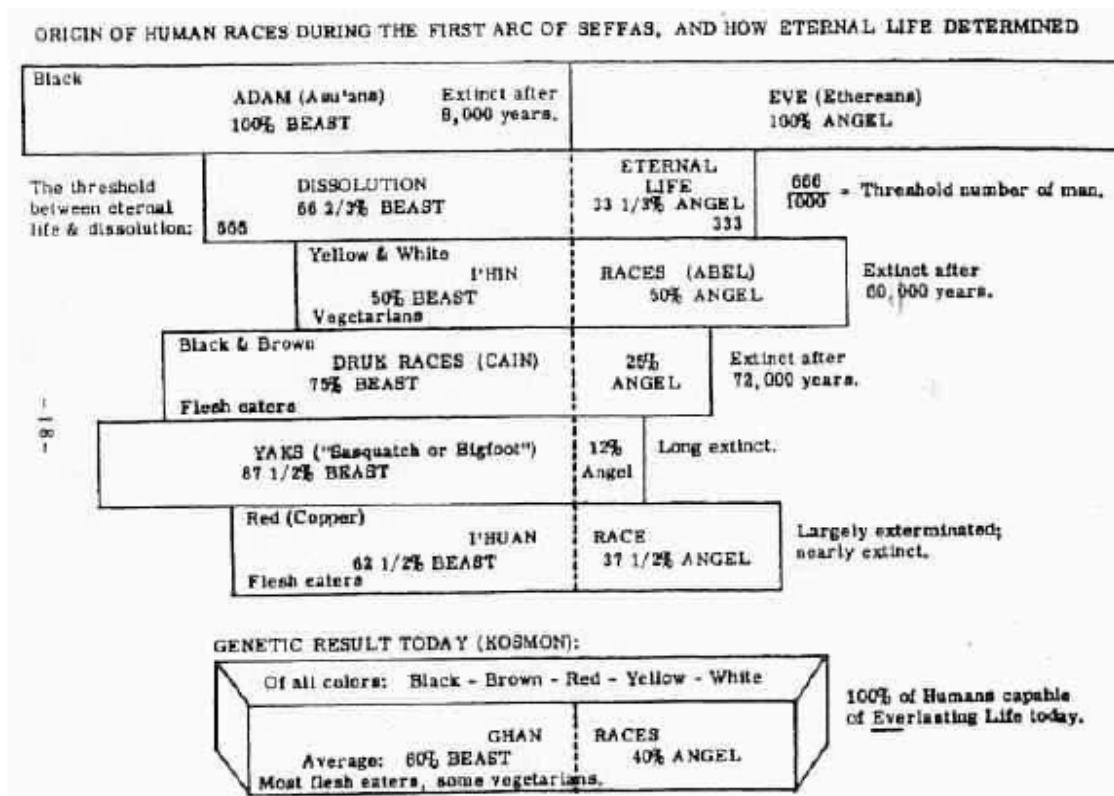 ORIGIN OF HUMAN RACES DURING THE FIRST ARC OF SEFFAS, AND HOW ETERNAL LIFE DETERMINED
Black
ADAM (Asu'ans)
100% BEAST
Extinct after
8,000 years.
EVE (Ethereans)
100% ANGEL
The threshold
between eternal
life & dissolution:
DISSOLUTION
66 2/3% BEAST
666
ETERNAL
LIFE
33 1/3% ANGEL
333
666
1000
= Threshold number of man.
Yellow & White
I'HIN
50% BEAST
Vegetarians
RACES (ABEL)
50% ANGEL
Extinct after
60,000 years.
Black & Brown
DRUK RACES (CAIN)
75% BEAST
Flesh eaters
25%
ANGEL
Extinct after
72,000 years.
-8-
YAKS ("Sasquatch or Bigfoot")
87 1/2% BEAST
12%
Angel
Long extinct.
Red (Copper)
I'HUAN
62 1/2% BEAST
Flesh eaters
RACE
37 1/2% ANGEL
Largely exterminated;
nearly extinct.
GENETIC RESULT TODAY (KOSMON):
Of all colors: Black - Brown - Red - Yellow - White
GHAN
Average: 60% BEAST
Most flesh eaters, some vegetarians.
RACES
40% ANGEL
100% of Humans capable
of Everlasting Life today.